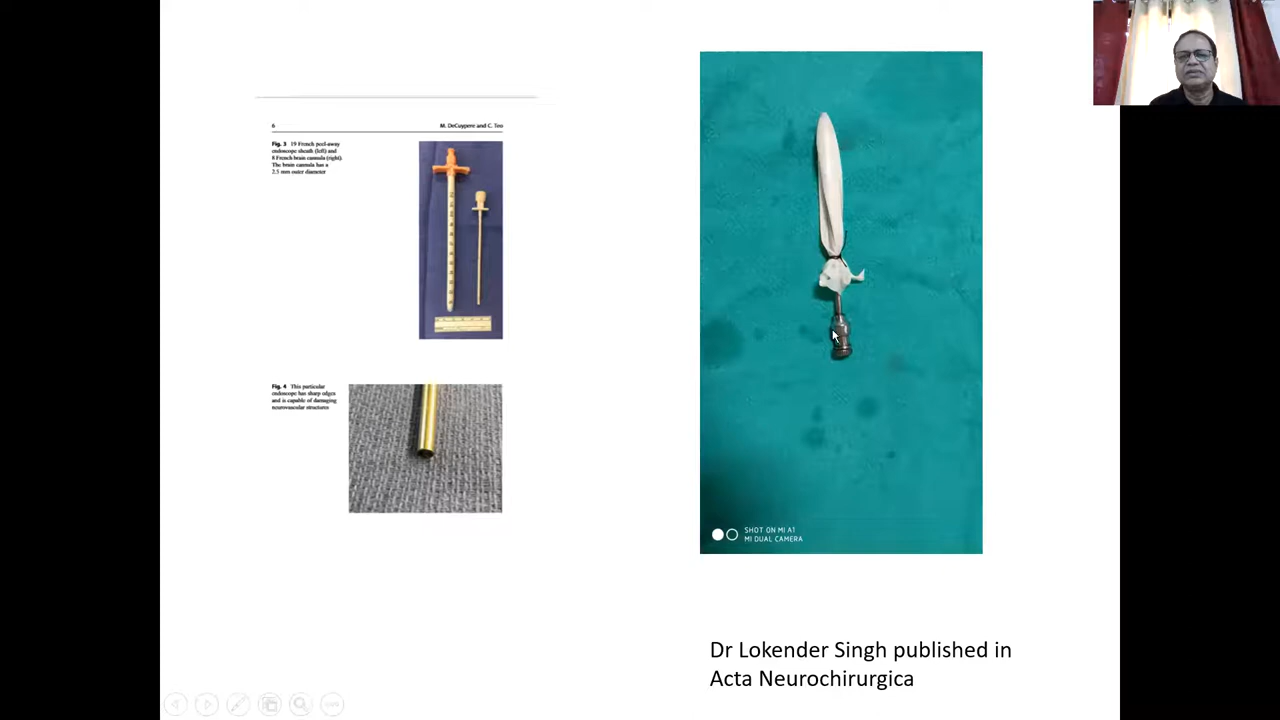 6
M. DeCuypere and C. Teo
Fig. 3 19 French peel-away
endoscope sheath (left) and
8 French brain cannula (right).
The brain cannula has a
2.5 mm outer diameter
Fig. 4 This particular
endoscope has sharp edges
and is capable of damaging
neurovascular structures
SHOT ON MI A1
MI DUAL CAMERA
Dr Lokender Singh published in
Acta Neurochirurgica